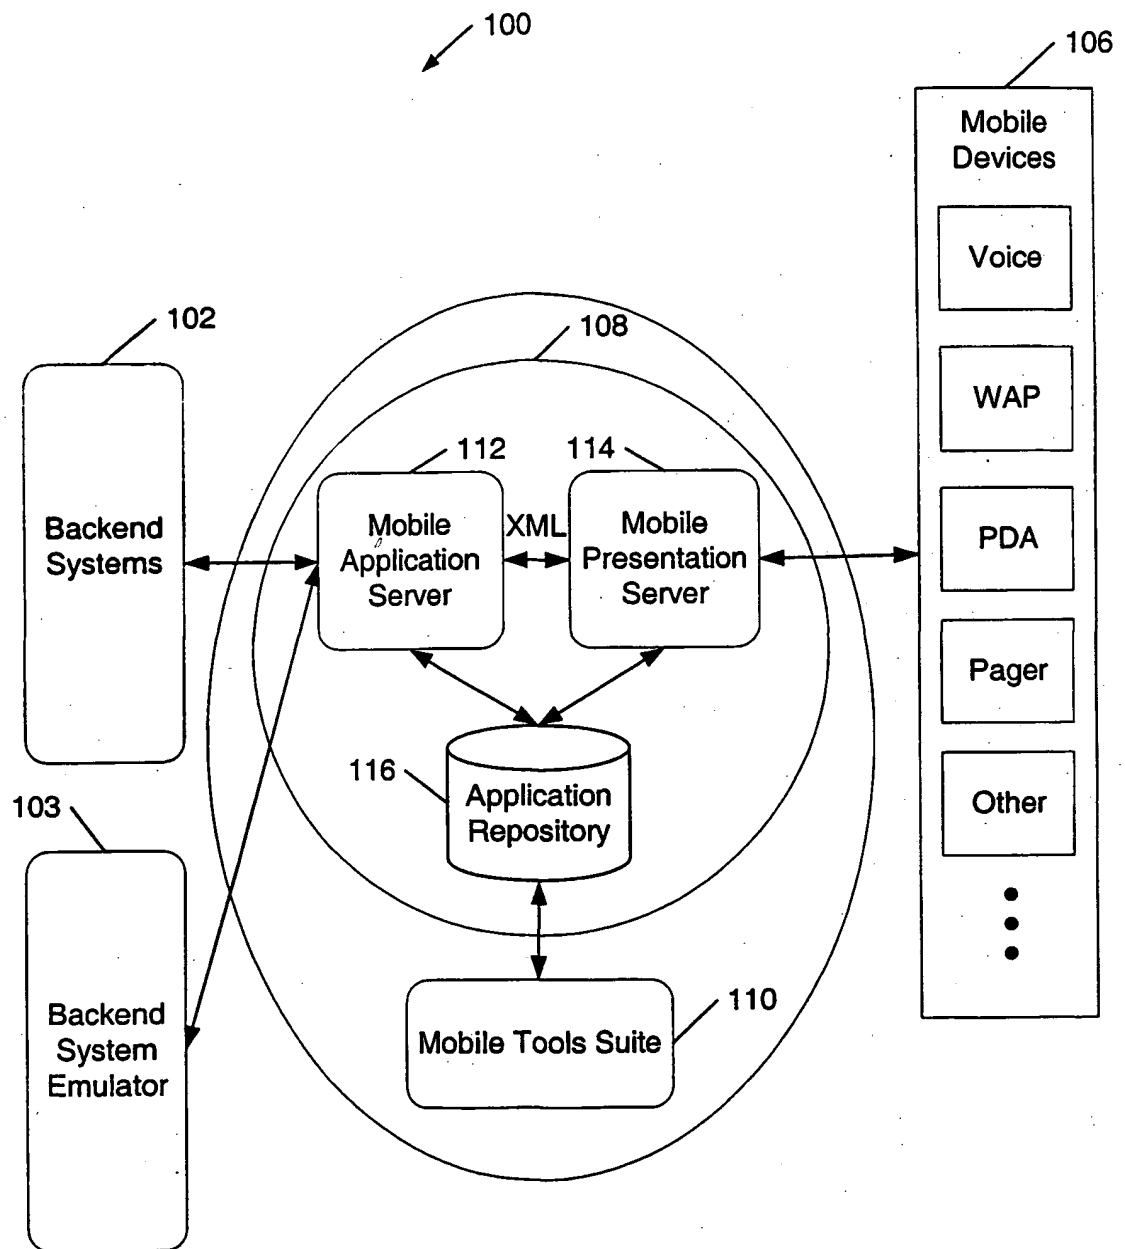 100
106
Mobile
Devices
Voice
WAP
PDA
Pager
Other
102
Backend
Systems
108
112
Mobile
Application
Server
XML
114
Mobile
Presentation
Server
116
Application
Repository
103
Backend
System
Emulator
110
Mobile Tools Suite